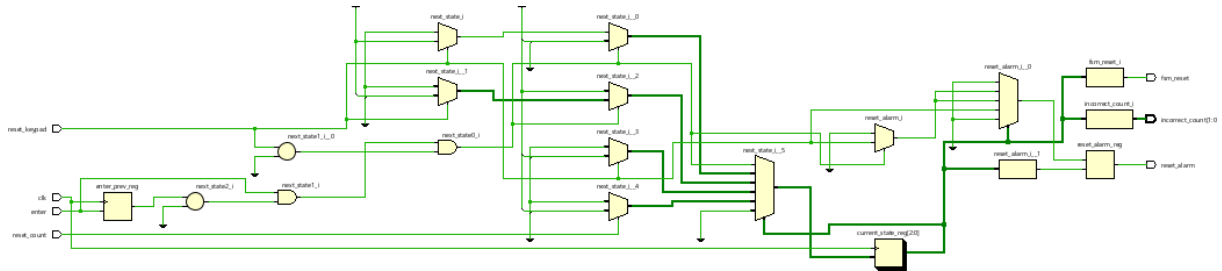 next_state_i
next_state_i__0
next_state_i__1
next_state_i__2
reset_alarm_i__0
fsm_reset_i
fsm_reset
incorrect_count_i
incorrect_count[1:0
reset_keypad
next_state1_i__0
next_state0_i
next_state_i__3
reset_alarm_i
reset_alarm_reg
reset_alarm_i__1
reset_alarm
next_state_i__5
enter_prev_reg
next_state2_i
next_state1_i
next_state_i__4
clk
enter
reset_count
current_state_reg[2:0]